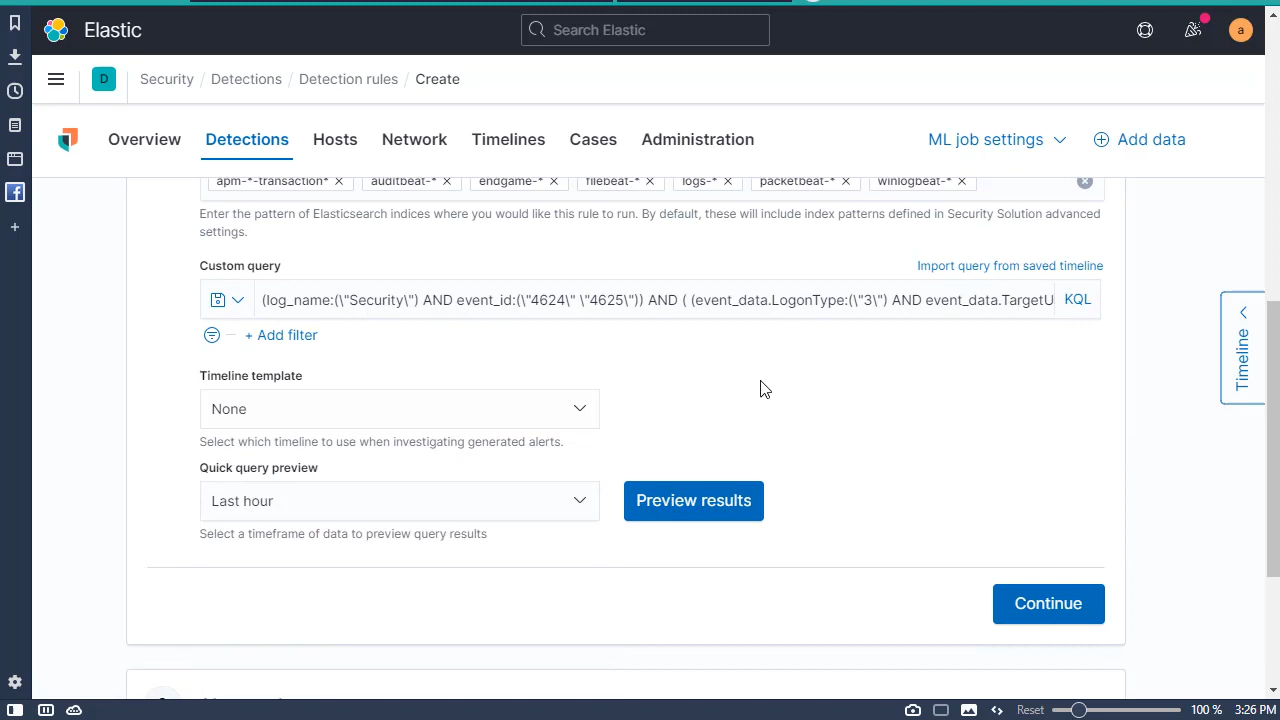 Elastic
Search Elastic
a
D
Security / Detections / Detection rules / Create
Overview
Detections
Hosts
Network
Timelines
Cases
Administration
ML job settings
Add data
apm-*-transaction*
auditbeat-*
endgame-*
filebeat-*
logs-*
packetbeat-*
winlogbeat-*
Enter the pattern of Elasticsearch indices where you would like this rule to run. By default, these will include index patterns defined in Security Solution advanced
settings.
Custom query
Import query from saved timeline
(log_name:(\"Security\") AND event_id:(\"4624\" \"4625\")) AND ( (event_data.LogonType:(\"3\") AND event_data.TargetU
KQL
+ Add filter
Timeline
Timeline template
None
Select which timeline to use when investigating generated alerts.
Quick query preview
Last hour
Preview results
Select a timeframe of data to preview query results
Continue
Reset
100 %
3:26 PM